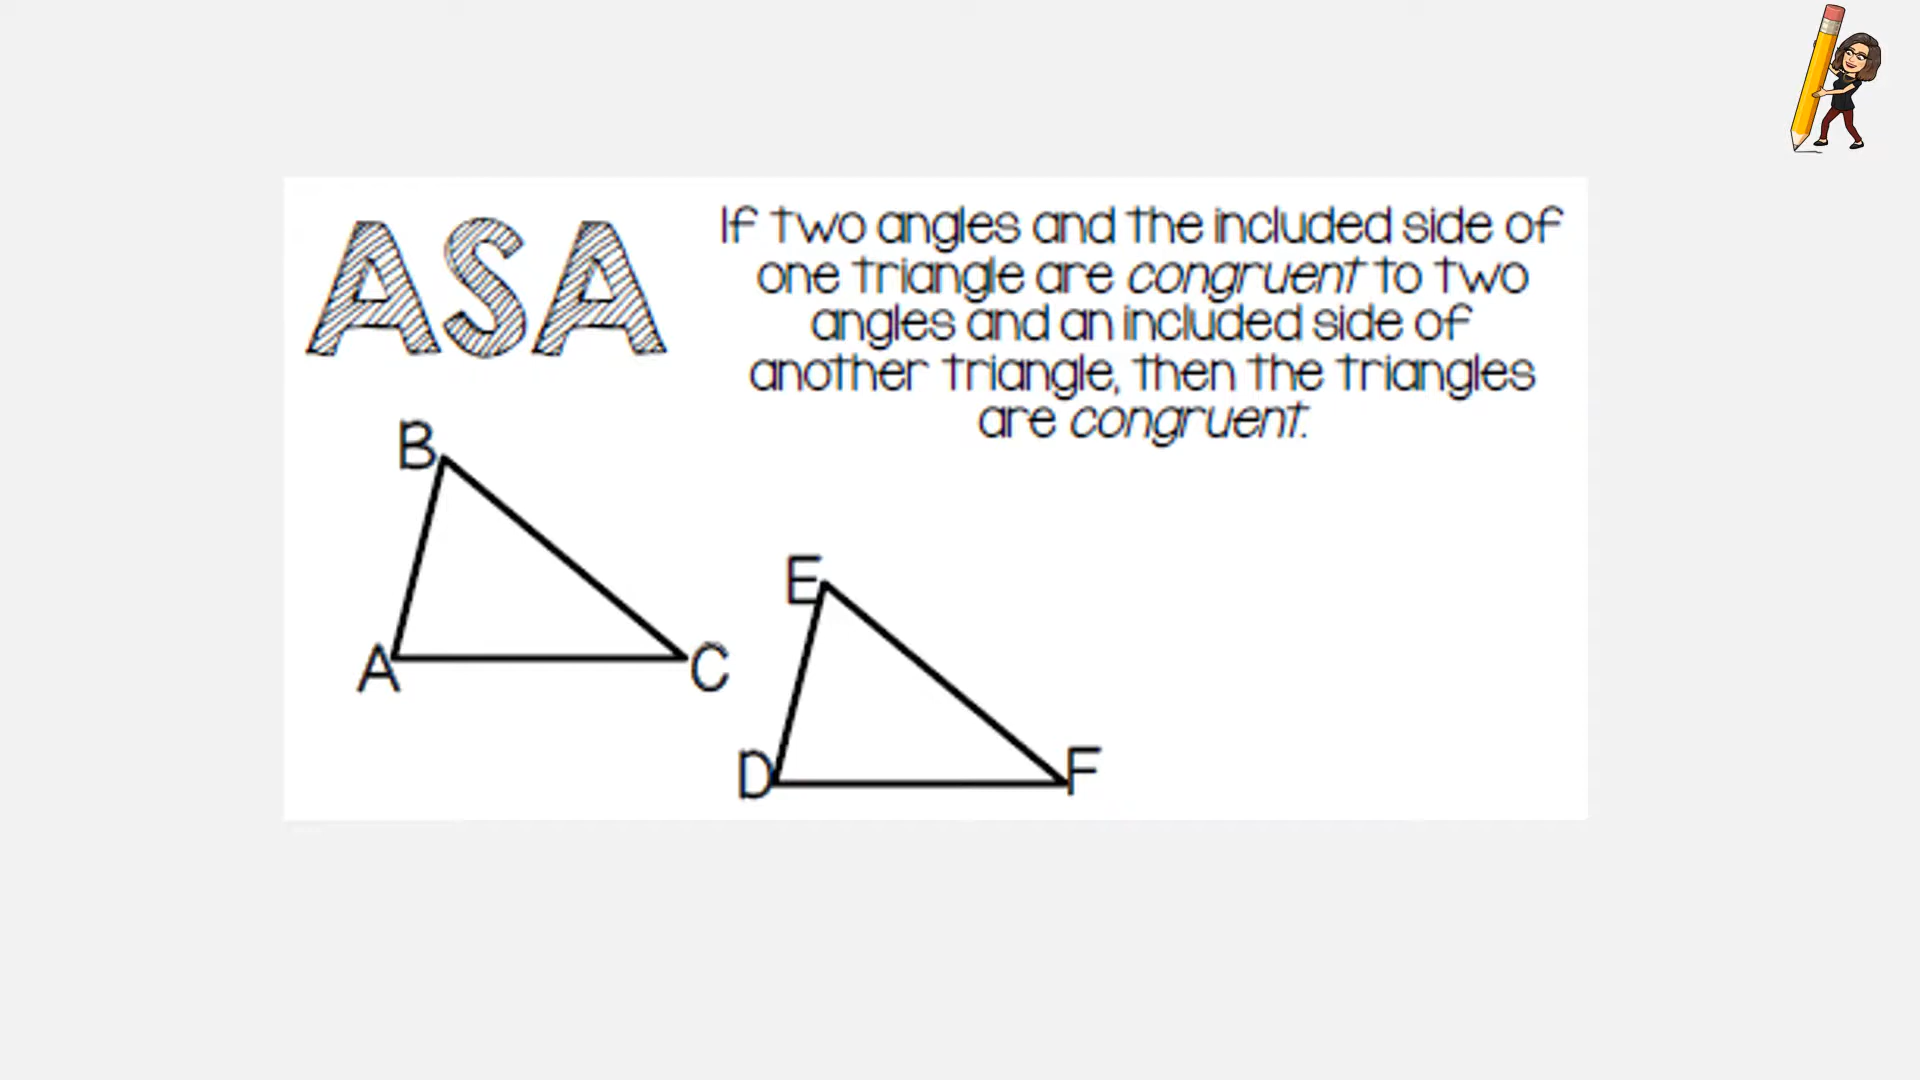 ASA
If two angles and the included side of
one triangle are congruent to two
angles and an included side of
another triangle, then the triangles
are congruent.
B
A
C
E
D
F